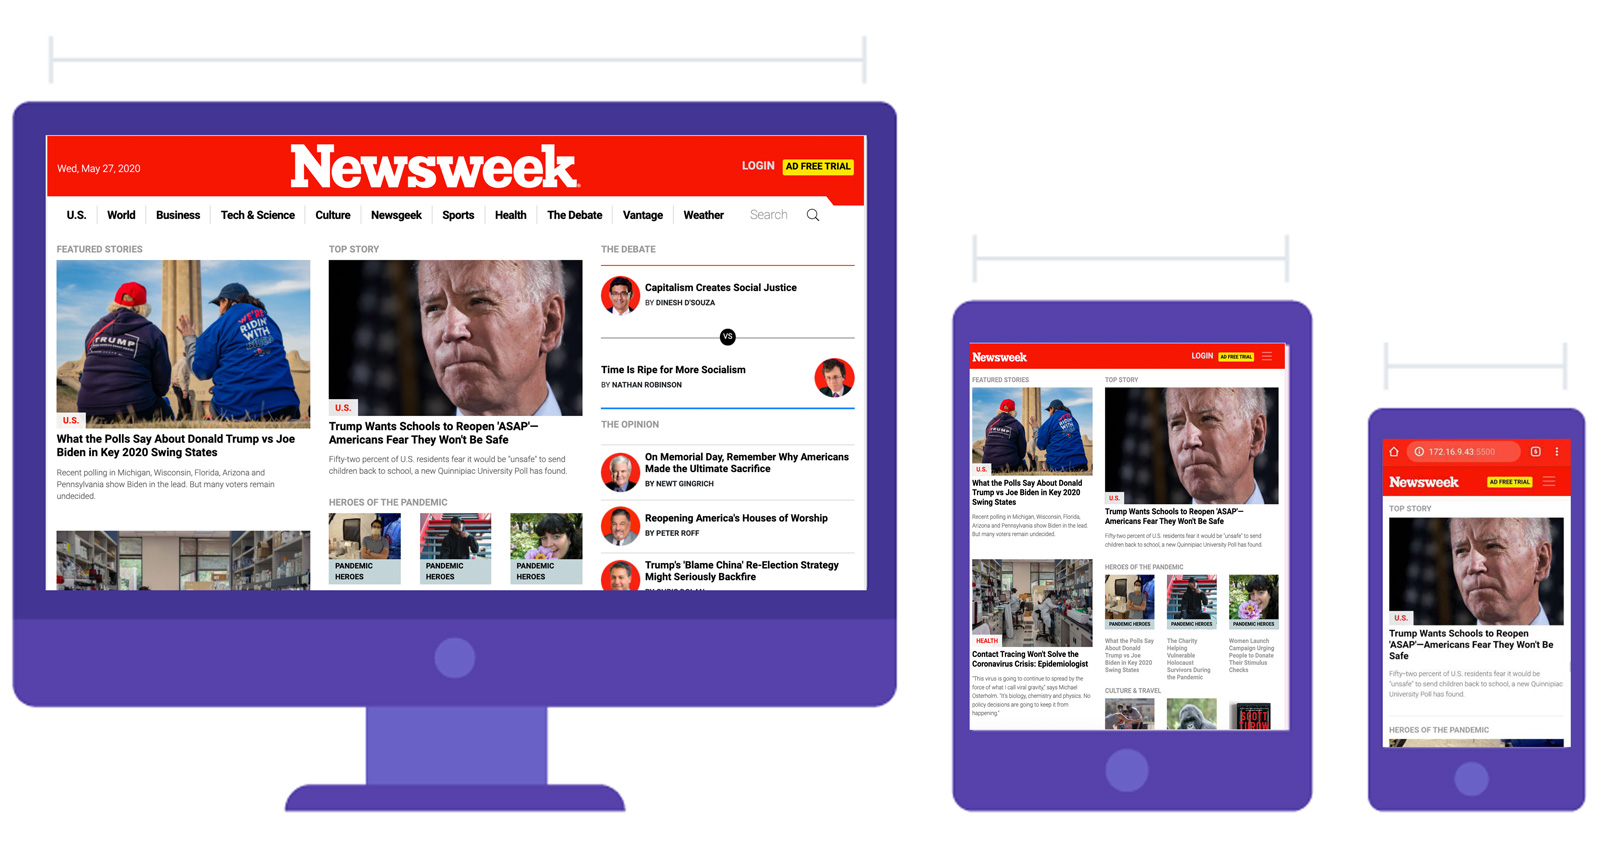 Wed, May 27, 2020
Newsweek
LOGIN
AD FREE TRIAL
U.S.
World
Business
Tech & Science
Culture
Newsgeek
Sports
Health
The Debate
Vantage
Weather
Search
FEATURED STORIES
TRUMP
WE'RE
RIDIN
WITH
U.S.
What the Polls Say About Donald Trump vs Joe
Biden in Key 2020 Swing States
Recent polling in Michigan, Wisconsin, Florida, Arizona and
Pennsylvania show Biden in the lead. But many voters remain
undecided.
TOP STORY
U.S.
Trump Wants Schools to Reopen 'ASAP'—
Americans Fear They Won't Be Safe
Fifty-two percent of U.S. residents fear it would be "unsafe" to send
children back to school, a new Quinnipiac University Poll has found.
HEROES OF THE PANDEMIC
PANDEMIC
HEROES
PANDEMIC
HEROES
PANDEMIC
HEROES
THE DEBATE
Capitalism Creates Social Justice
BY DINESH D'SOUZA
VS
Time Is Ripe for More Socialism
BY NATHAN ROBINSON
THE OPINION
On Memorial Day, Remember Why Americans
Made the Ultimate Sacrifice
BY NEWT GINGRICH
Reopening America's Houses of Worship
BY PETER ROFF
Trump's 'Blame China' Re-Election Strategy
Might Seriously Backfire
Newsweek
LOGIN
AD FREE TRIAL
FEATURED STORIES
TRUMP
U.S.
What the Polls Say About Donald
Trump vs Joe Biden in Key 2020
Swing States
Recent polling in Michigan, Wisconsin, Florida,
Arizona and Pennsylvania show Biden in the lead.
But many voters remain undecided.
HEALTH
Contact Tracing Won't Solve the
Coronavirus Crisis: Epidemiologist
"This virus is going to continue to spread by the
force of what I call viral gravity," says Michael
Osterholm. "It's biology, chemistry and physics. No
policy decisions are going to keep it from
happening."
TOP STORY
U.S.
Trump Wants Schools to Reopen 'ASAP'—
Americans Fear They Won't Be Safe
Fifty-two percent of U.S. residents fear it would be "unsafe" to send
children back to school, a new Quinnipiac University Poll has found.
HEROES OF THE PANDEMIC
PANDEMIC HEROES
PANDEMIC HEROES
PANDEMIC HEROES
What the Polls Say
About Donald
Trump vs Joe
Biden in Key 2020
Swing States
The Charity
Helping
Vulnerable
Holocaust
Survivors During
the Pandemic
Women Launch
Campaign Urging
People to Donate
Their Stimulus
Checks
CULTURE & TRAVEL
SCOTT
TUROW
172.16.9.43:5500
6
Newsweek
AD FREE TRIAL
TOP STORY
U.S.
Trump Wants Schools to Reopen
'ASAP'—Americans Fear They Won't Be
Safe
Fifty-two percent of U.S. residents fear it would be
"unsafe" to send children back to school, a new Quinnipiac
University Poll has found.
HEROES OF THE PANDEMIC